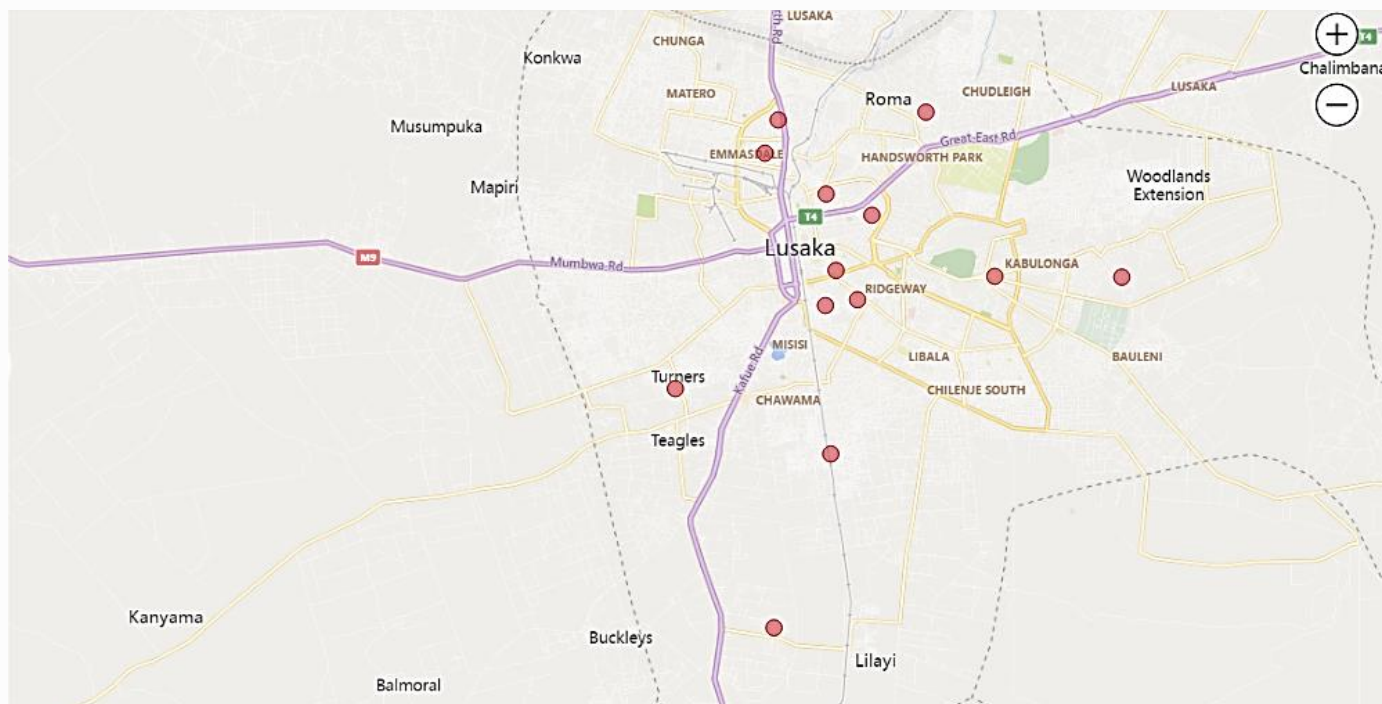 LUSAKA
CHUNGA
Konkwa
T4
Chalimbana
MATERO
Roma
CHUDLEIGH
LUSAKA
Musumpuka
Great East Rd
EMMASDALE
HANDSWORTH PARK
Mapiri
Woodlands
Extension
T4
Lusaka
M9
Mumbwa Rd
KABULONGA
RIDGEWAY
MISISI
LIBALA
BAULENI
Kafue Rd
Turners
CHAWAMA
CHILENJE SOUTH
Teagles
Kanyama
Buckleys
Lilayi
Balmoral